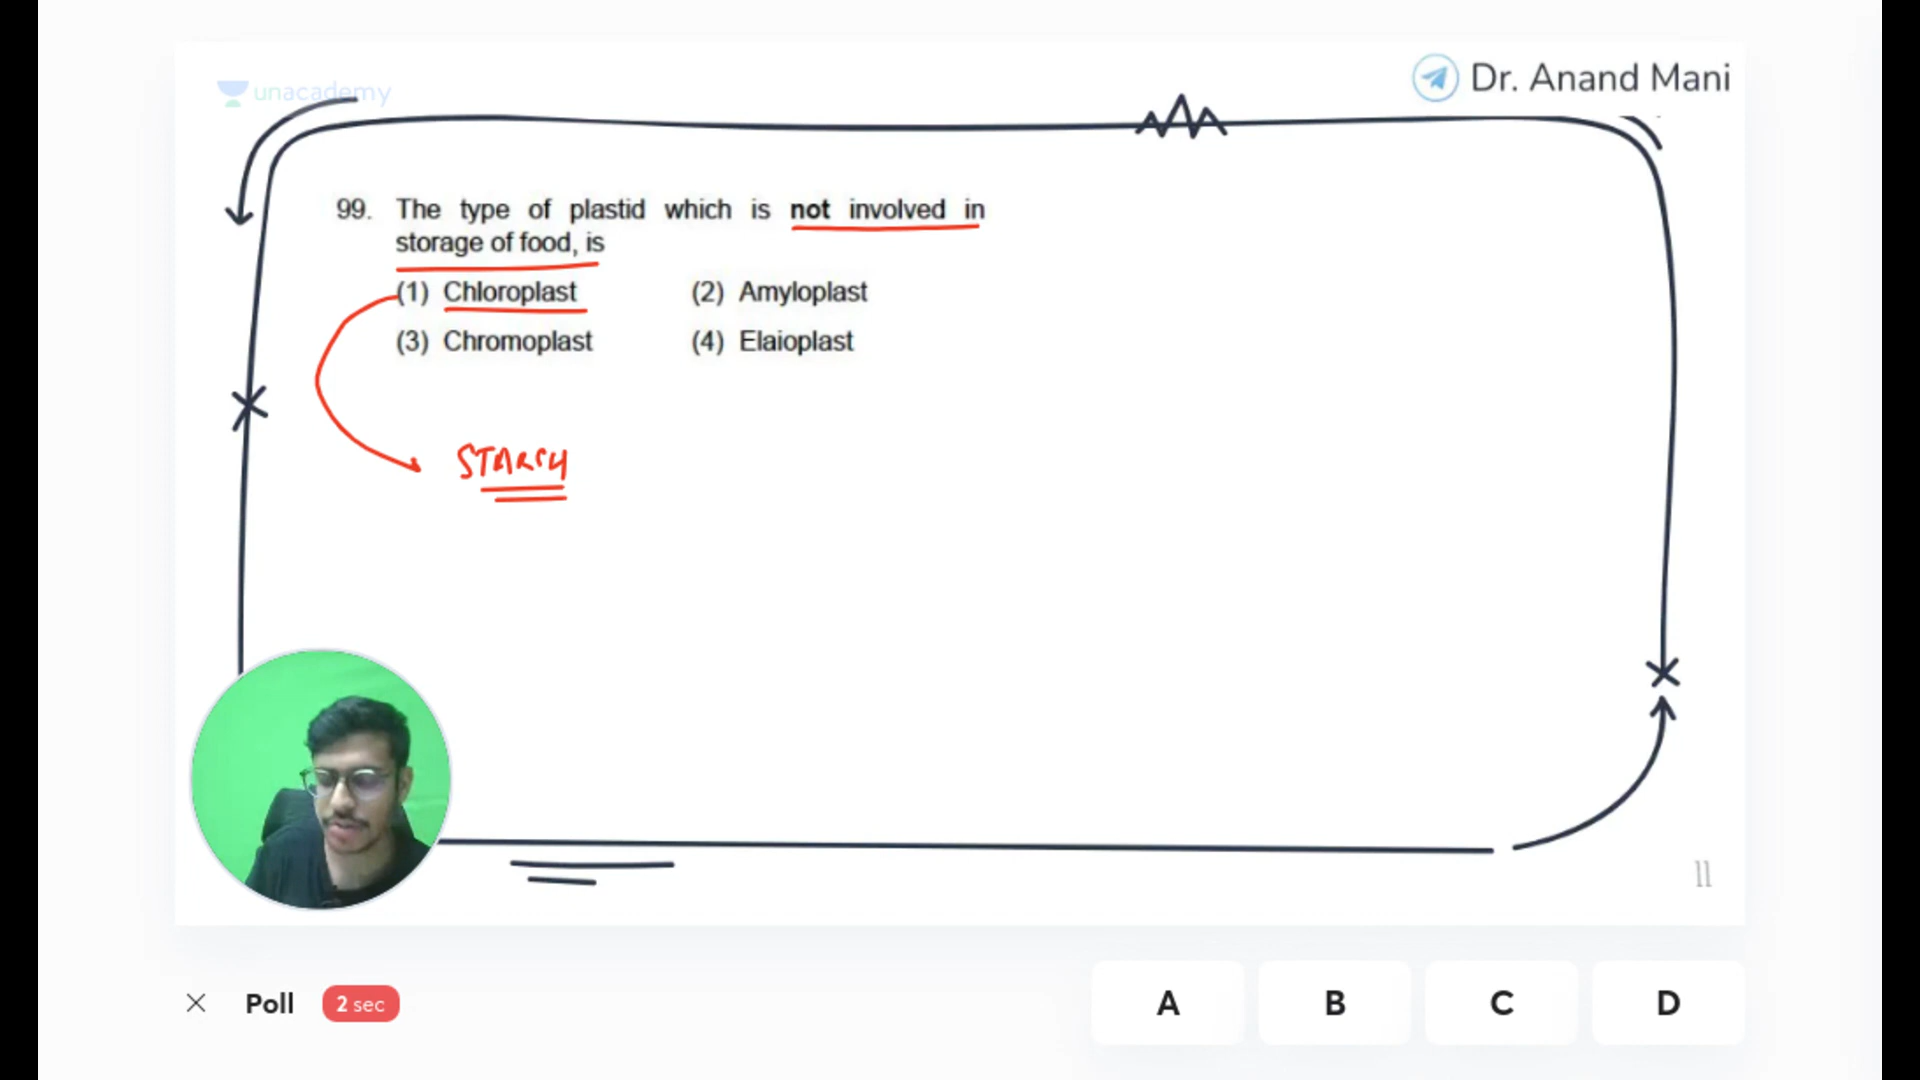 unacademy
Dr. Anand Mani
99. The type of plastid which is not involved in
storage of food, is
(1) Chloroplast (2) Amyloplast
(3) Chromoplast (4) Elaioplast
STARCH
11
Poll 2 sec A B C D